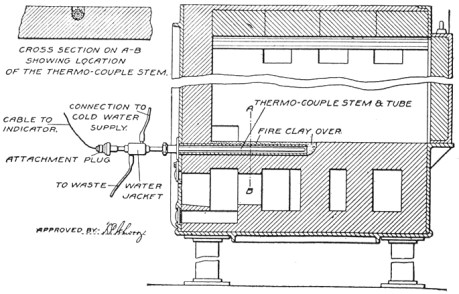 CROSS SECTION ON A-B
SHOWING LOCATION
OF THE THERMO-COUPLE STEM.
CONNECTION TO
COLD WATER
SUPPLY.
CABLE TO
INDICATOR.
A
THERMO-COUPLE STEM & TUBE
FIRE CLAY OVER.
ATTACHMENT PLUG
TO WASTE
WATER
JACKET
B
APPROVED BY: